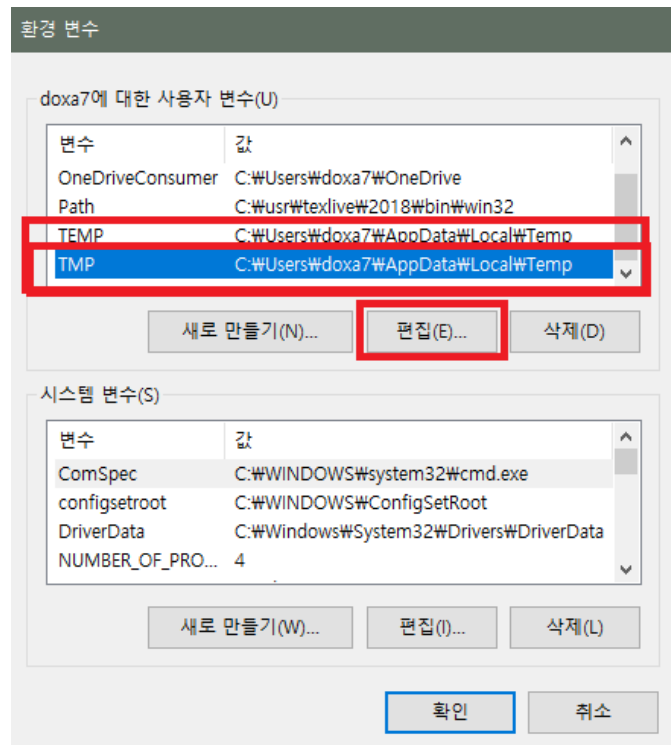 환경 변수
doxa7에 대한 사용자 변수(U)
변수 값
OneDriveConsumer C:₩Users₩doxa7₩OneDrive
Path C:₩usr₩texlive₩2018₩bin₩win32
TEMP C:₩Users₩doxa7₩AppData₩Local₩Temp
TMP C:₩Users₩doxa7₩AppData₩Local₩Temp
새로 만들기(N)... 편집(E)... 삭제(D)
시스템 변수(S)
변수 값
ComSpec C:₩WINDOWS₩system32₩cmd.exe
configsetroot C:₩WINDOWS₩ConfigSetRoot
DriverData C:₩Windows₩System32₩Drivers₩DriverData
NUMBER_OF_PRO... 4
새로 만들기(W)... 편집(I)... 삭제(L)
확인 취소